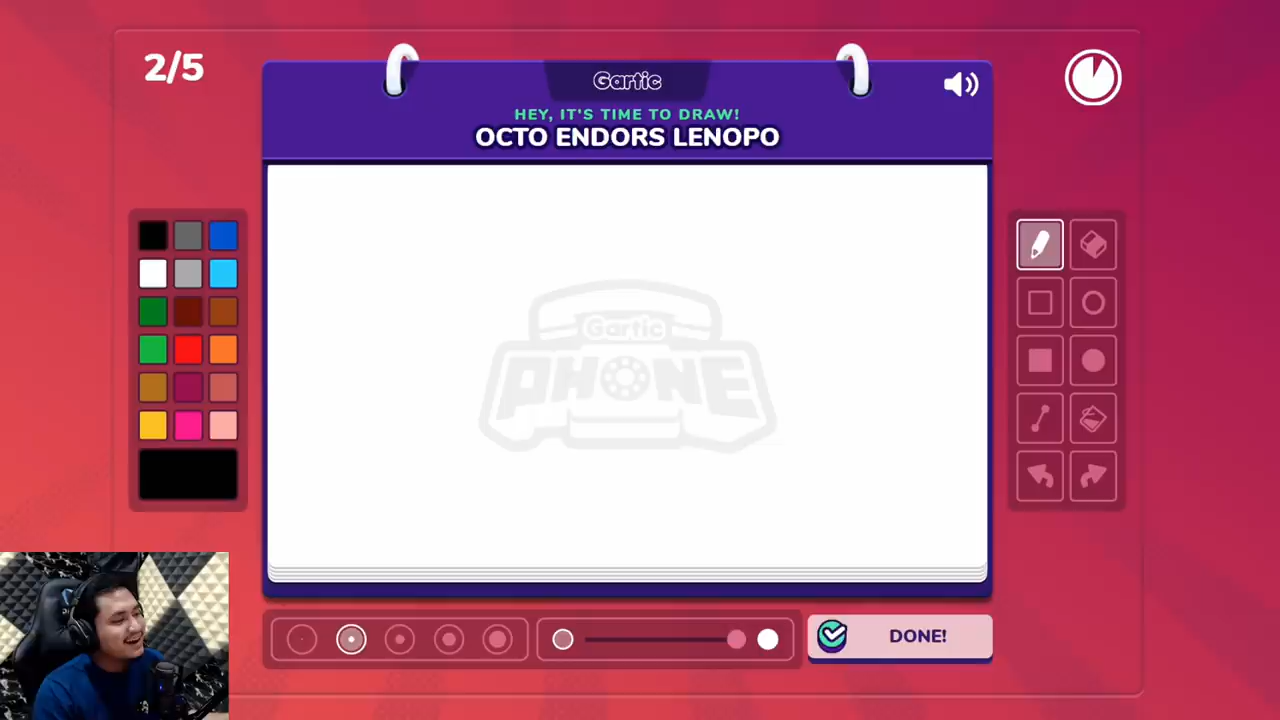 2/5
Gartic
HEY, IT'S TIME TO DRAW!
OCTO ENDORS LENOPO
Gartic
PHONE
DONE!